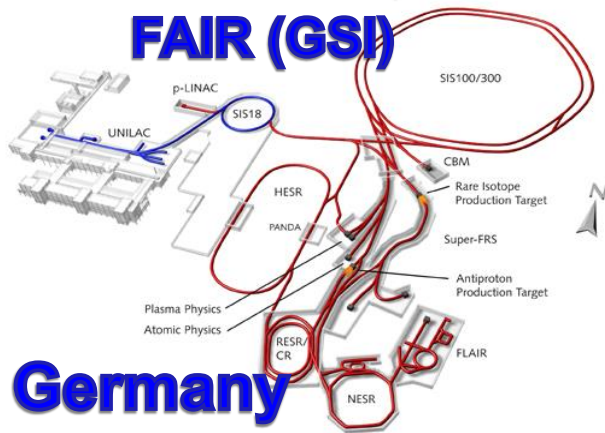 FAIR (GSI)
p-LINAC
SIS100/300
SIS18
UNILAC
CBM
Rare Isotope
Production Target
HESR
N
PANDA
Super-FRS
Plasma Physics
Antiproton
Production Target
Atomic Physics
RESR/
CR
FLAIR
NESR
Germany